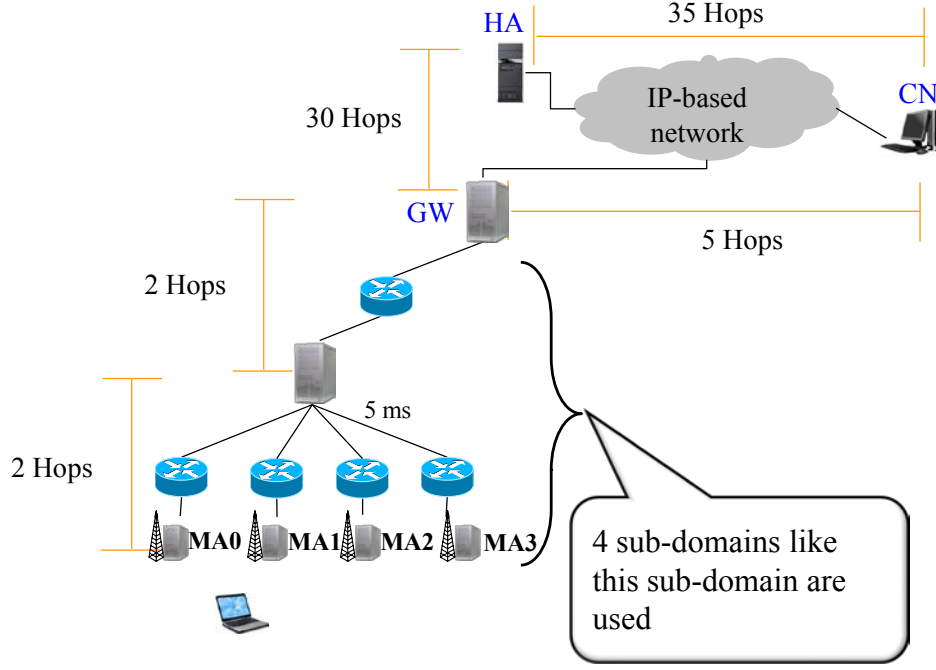 35 Hops
HA
CN
IP-based
network
30 Hops
GW
5 Hops
2 Hops
5 ms
2 Hops
MA0
MA1
MA2
MA3
4 sub-domains like
this sub-domain are
used